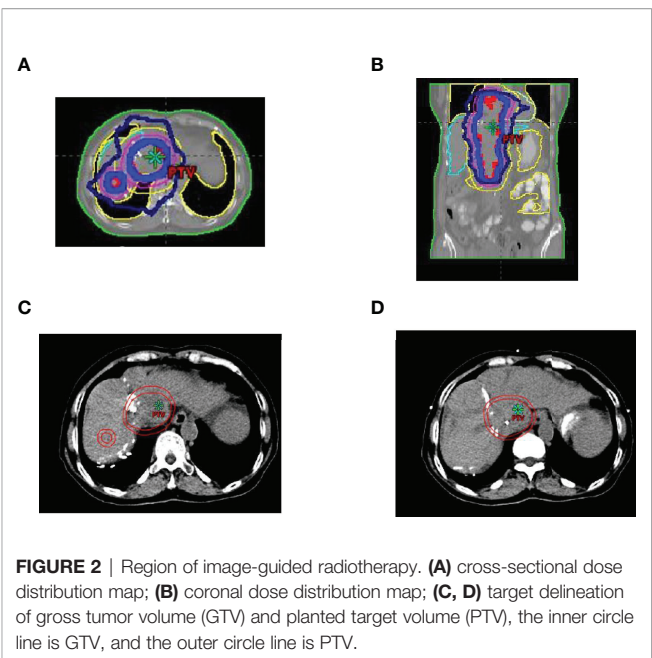 A
B
PTV
PTV
C
D
PTV
PTV
FIGURE 2 | Region of image-guided radiotherapy. (A) cross-sectional dose
distribution map; (B) coronal dose distribution map; (C, D) target delineation
of gross tumor volume (GTV) and planted target volume (PTV), the inner circle
line is GTV, and the outer circle line is PTV.